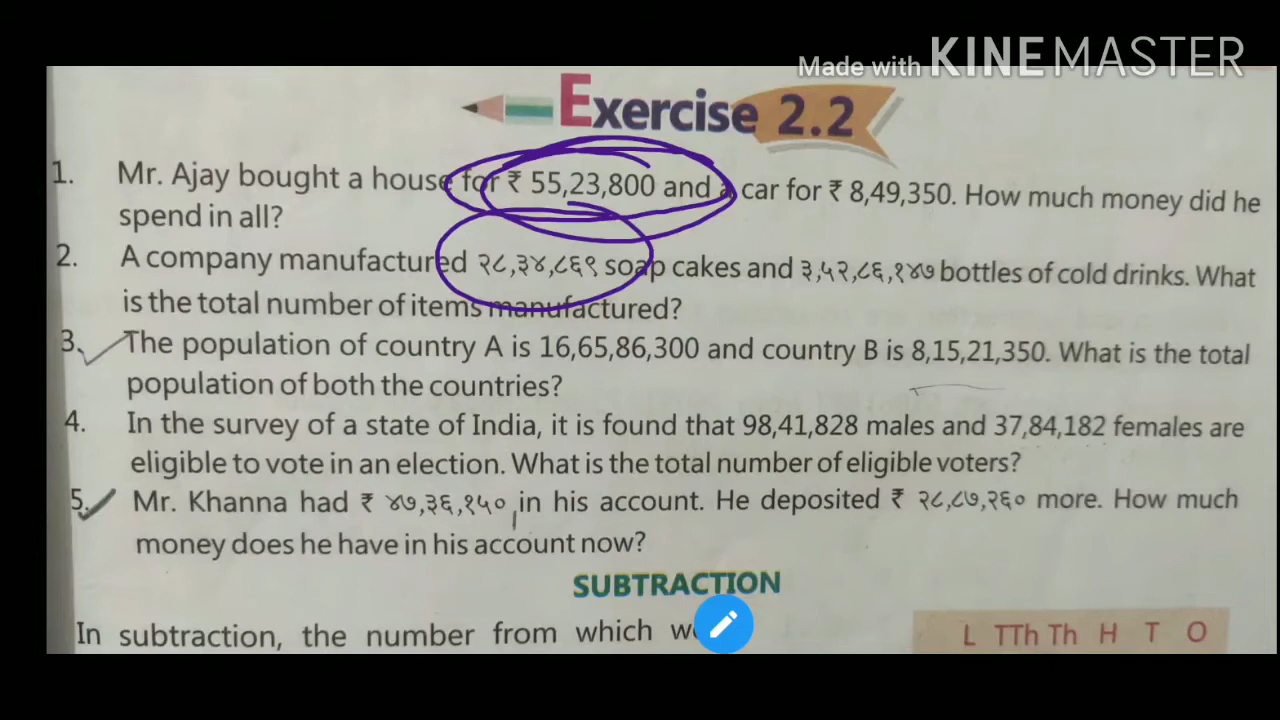 Made with KINEMASTER
Exercise 2.2
1. Mr. Ajay bought a house for ₹ 55,23,800 and a car for ₹ 8,49,350. How much money did he
spend in all?
2. A company manufactured २८,३४,८६९ soap cakes and ३,५२,८६,१४७ bottles of cold drinks. What
is the total number of items manufactured?
3. The population of country A is 16,65,86,300 and country B is 8,15,21,350. What is the total
population of both the countries?
4. In the survey of a state of India, it is found that 98,41,828 males and 37,84,182 females are
eligible to vote in an election. What is the total number of eligible voters?
5. Mr. Khanna had ₹ ४७,३६,१५० in his account. He deposited ₹ २८,८७,२६० more. How much
money does he have in his account now?
SUBTRACTION
In subtraction, the number from which
L TTh Th H T O